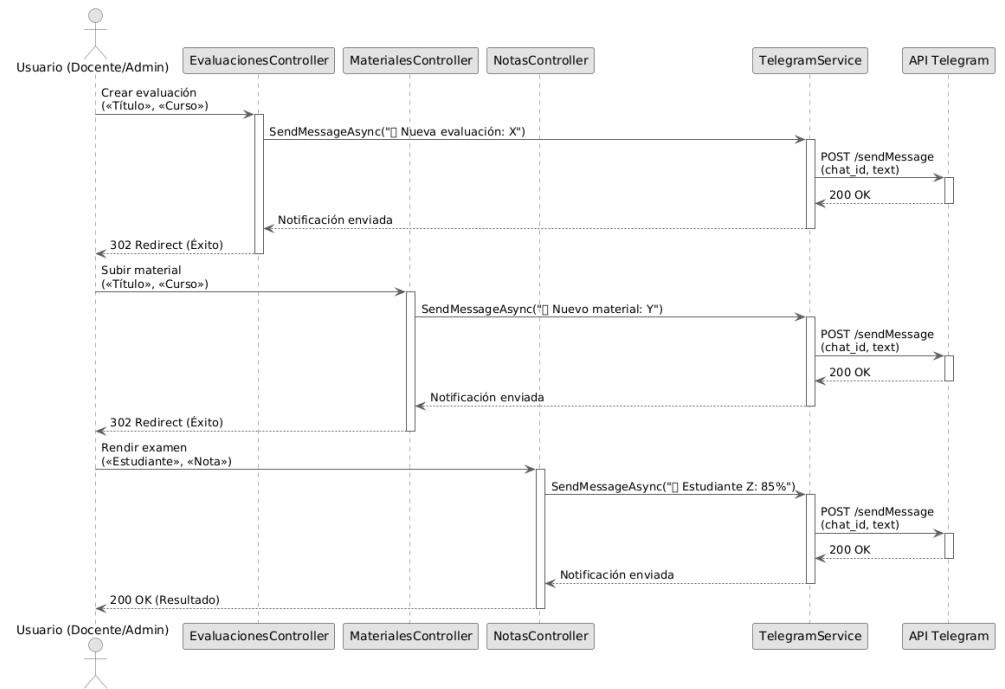 Usuario (Docente/Admin)
EvaluacionesController
MaterialesController
NotasController
TelegramService
API Telegram
Crear evaluación
(«Título», «Curso»)
SendMessageAsync("▯ Nueva evaluación: X")
POST /sendMessage
(chat_id, text)
200 OK
Notificación enviada
302 Redirect (Éxito)
Subir material
(«Título», «Curso»)
SendMessageAsync("▯ Nuevo material: Y")
POST /sendMessage
(chat_id, text)
200 OK
Notificación enviada
302 Redirect (Éxito)
Rendir examen
(«Estudiante», «Nota»)
SendMessageAsync("▯ Estudiante Z: 85%")
POST /sendMessage
(chat_id, text)
200 OK
Notificación enviada
200 OK (Resultado)
Usuario (Docente/Admin)
EvaluacionesController
MaterialesController
NotasController
TelegramService
API Telegram